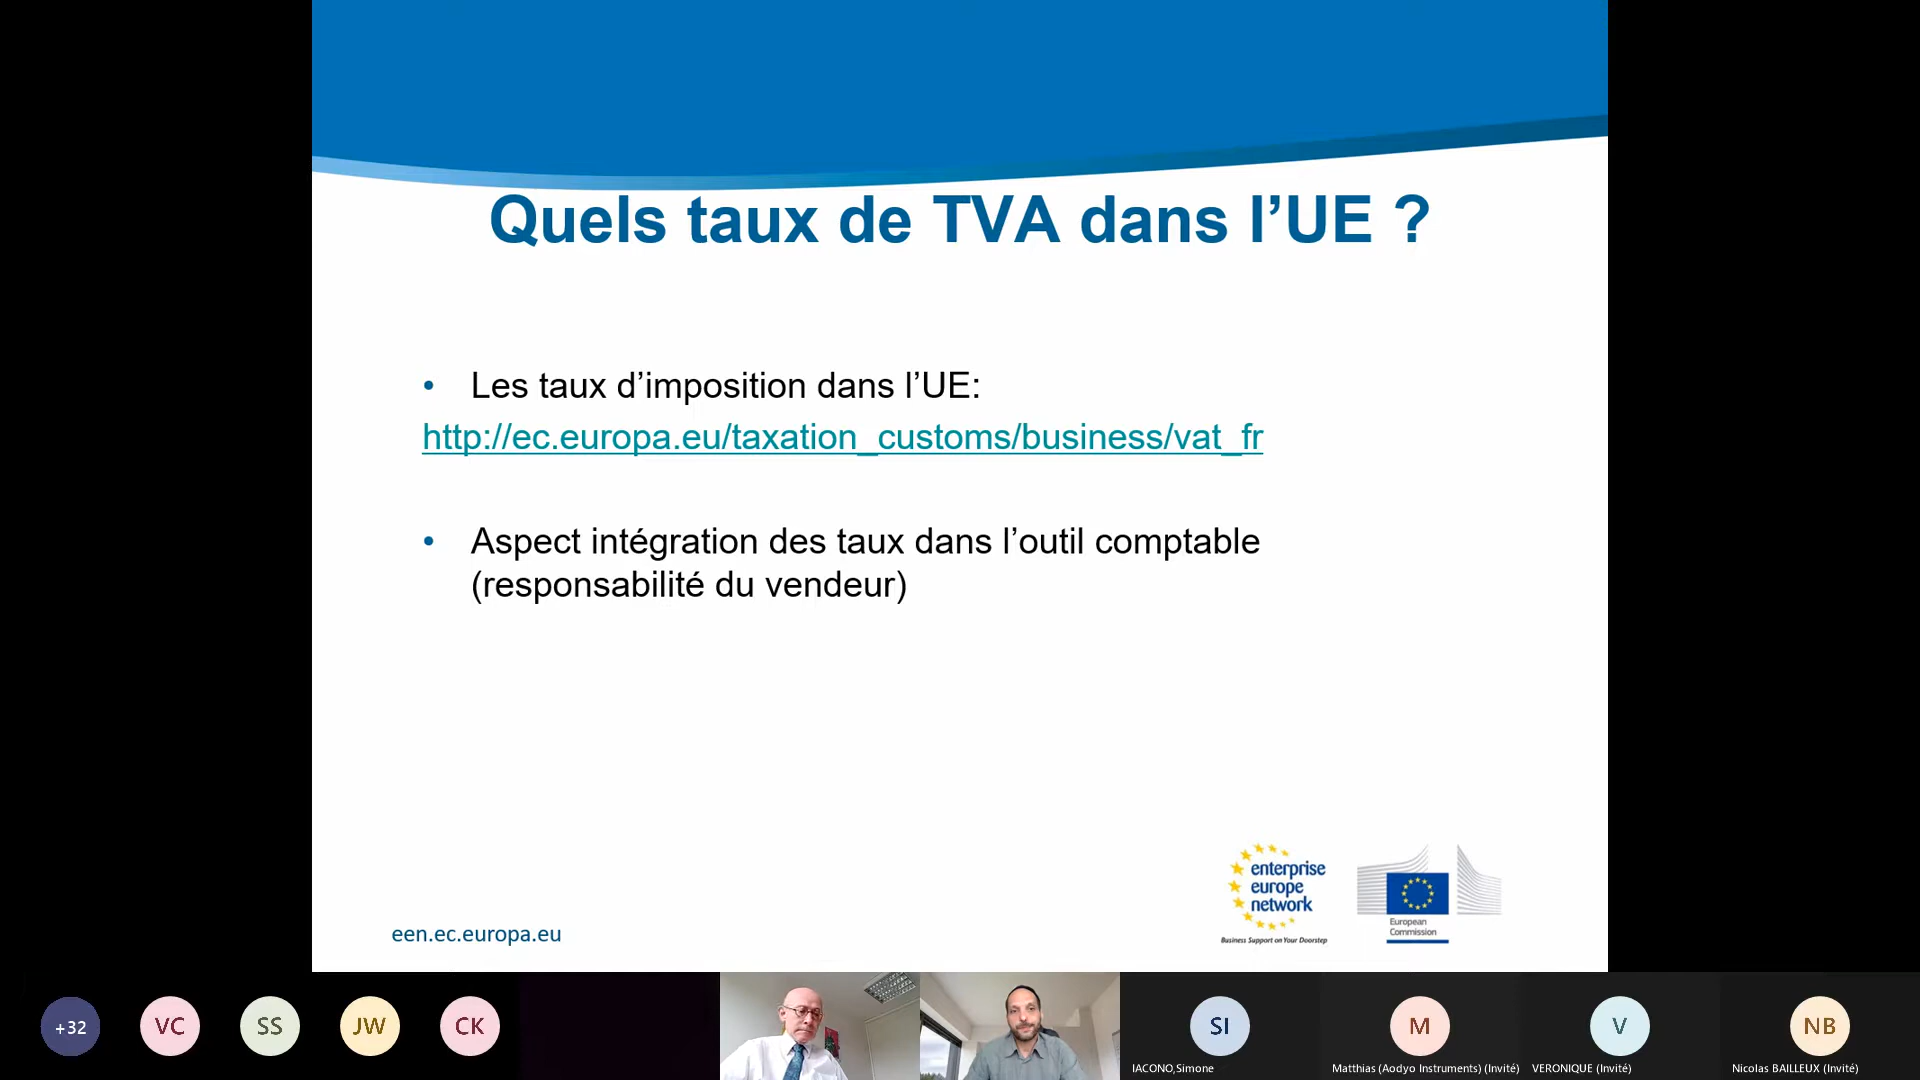 Quels taux de TVA dans l’UE ?
• Les taux d’imposition dans l’UE:
http://ec.europa.eu/taxation_customs/business/vat_fr
• Aspect intégration des taux dans l’outil comptable
(responsabilité du vendeur)
enterprise
europe
network
Business Support on Your Doorstep
European
Commission
een.ec.europa.eu
+32
VC
SS
JW
CK
SI
M
V
NB
IACONO,Simone
Matthias (Aodyo Instruments) (Invité)
VERONIQUE (Invité)
Nicolas BAILLEUX (Invité)